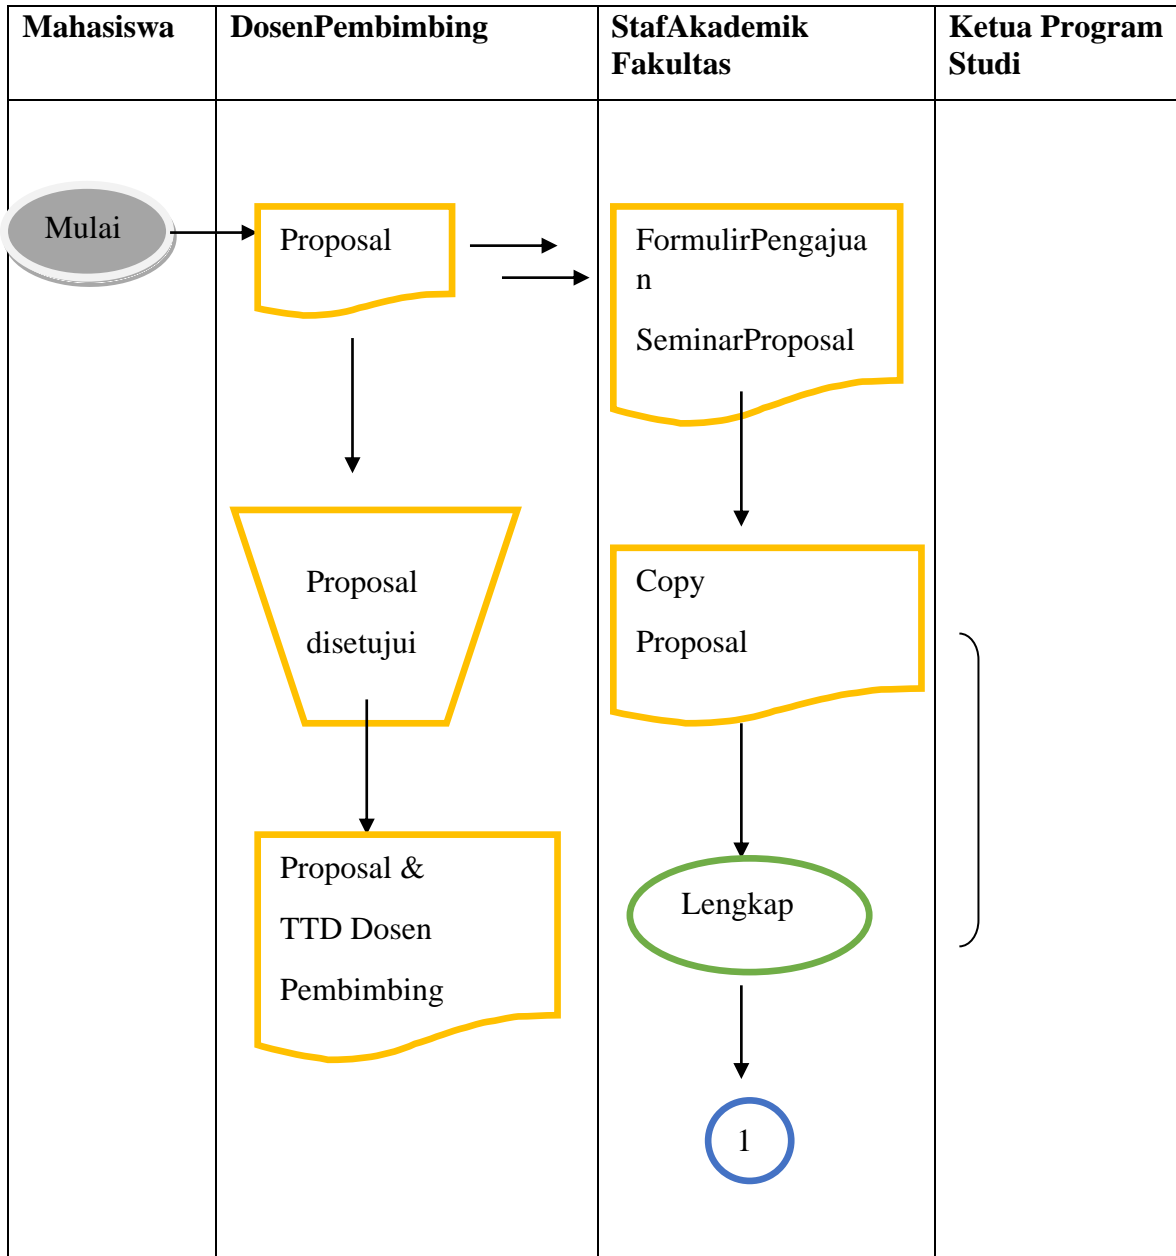 Mahasiswa
DosenPembimbing
StafAkademik
Fakultas
Ketua Program
Studi
Mulai
Proposal
FormulirPengajua
n
SeminarProposal
Proposal
disetujui
Copy
Proposal
Proposal &
TTD Dosen
Pembimbing
Lengkap
1